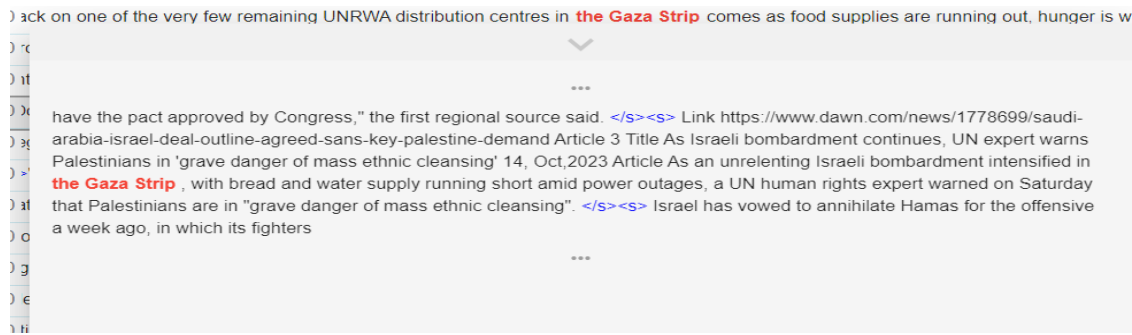 on one of the very few remaining UNRWA distribution centres in the Gaza Strip comes as food supplies are running out, hunger is
...
have the pact approved by Congress," the first regional source said. </s><s> Link https://www.dawn.com/news/1778699/saudi-
arabia-israel-deal-outline-agreed-sans-key-palestine-demand Article 3 Title As Israeli bombardment continues, UN expert warns
Palestinians in 'grave danger of mass ethnic cleansing' 14, Oct,2023 Article As an unrelenting Israeli bombardment intensified in
the Gaza Strip , with bread and water supply running short amid power outages, a UN human rights expert warned on Saturday
that Palestinians are in "grave danger of mass ethnic cleansing". </s><s> Israel has vowed to annihilate Hamas for the offensive
a week ago, in which its fighters
...